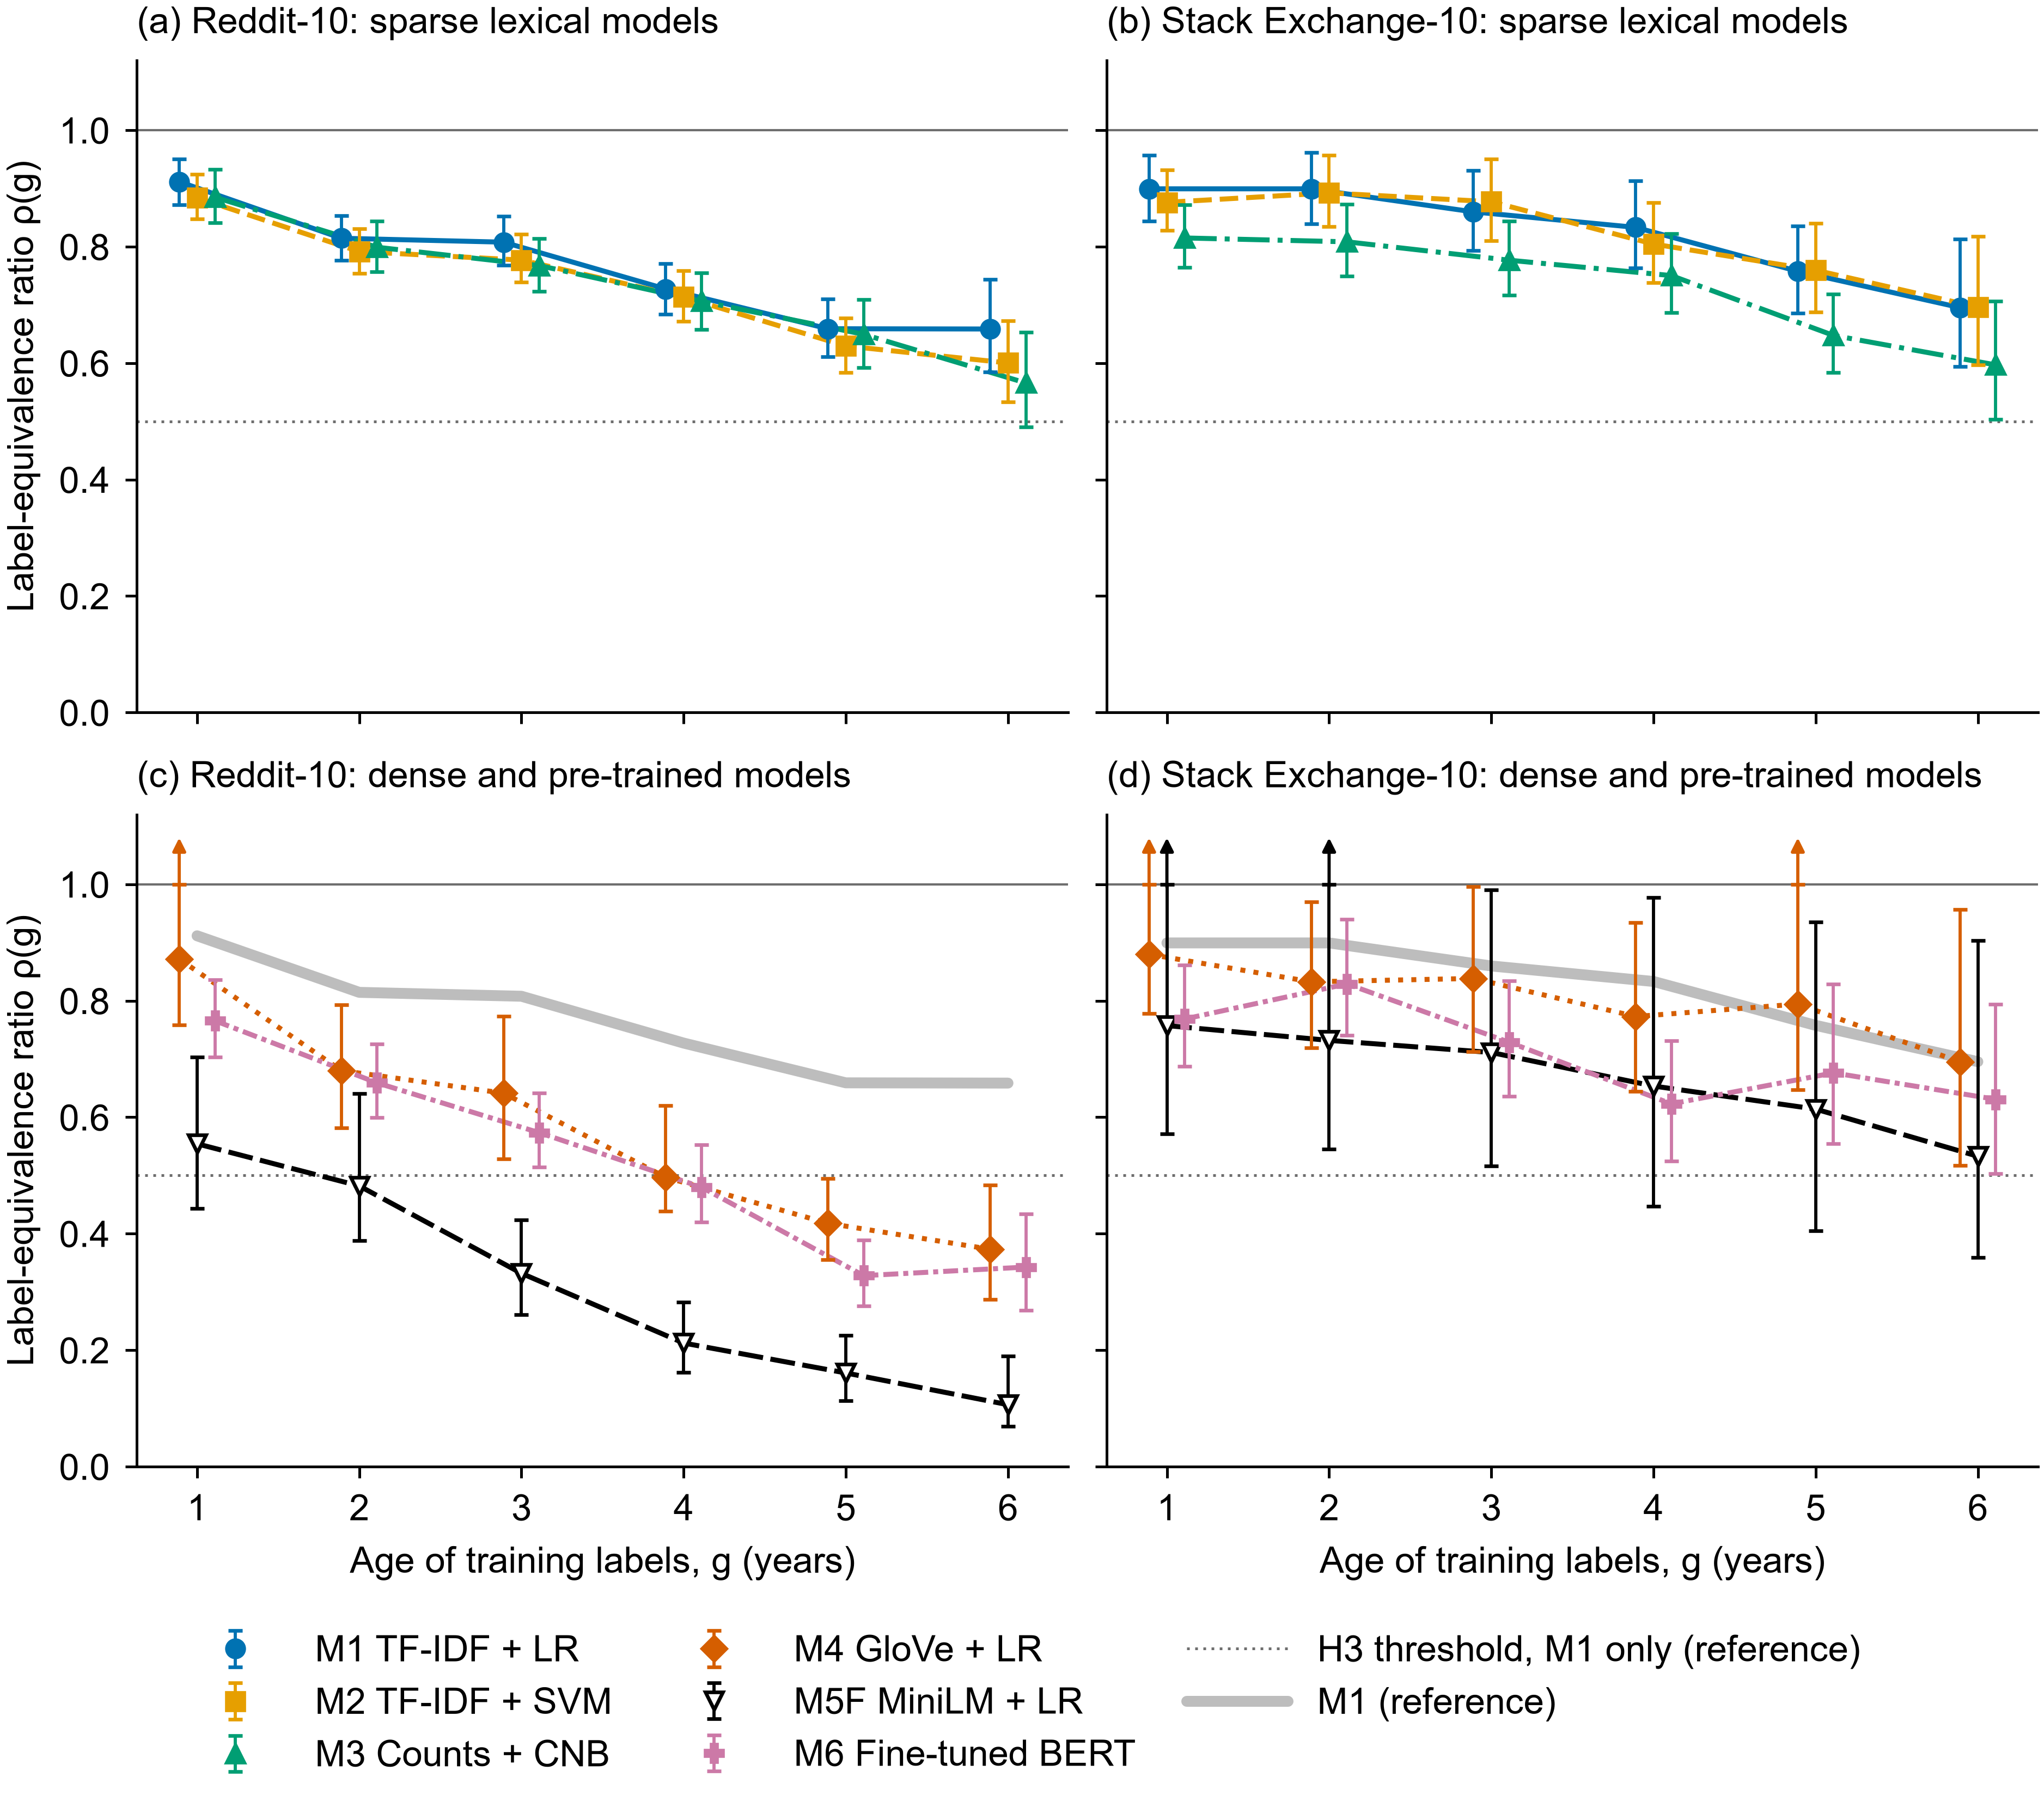 (a) Reddit-10: sparse lexical models
(b) Stack Exchange-10: sparse lexical models
Label-equivalence ratio ρ(g)
1.0
0.8
0.6
0.4
0.2
0.0
(c) Reddit-10: dense and pre-trained models
(d) Stack Exchange-10: dense and pre-trained models
Label-equivalence ratio ρ(g)
1.0
0.8
0.6
0.4
0.2
0.0
1 2 3 4 5 6
1 2 3 4 5 6
Age of training labels, g (years)
Age of training labels, g (years)
M1 TF-IDF + LR
M2 TF-IDF + SVM
M3 Counts + CNB
M4 GloVe + LR
M5F MiniLM + LR
M6 Fine-tuned BERT
H3 threshold, M1 only (reference)
M1 (reference)